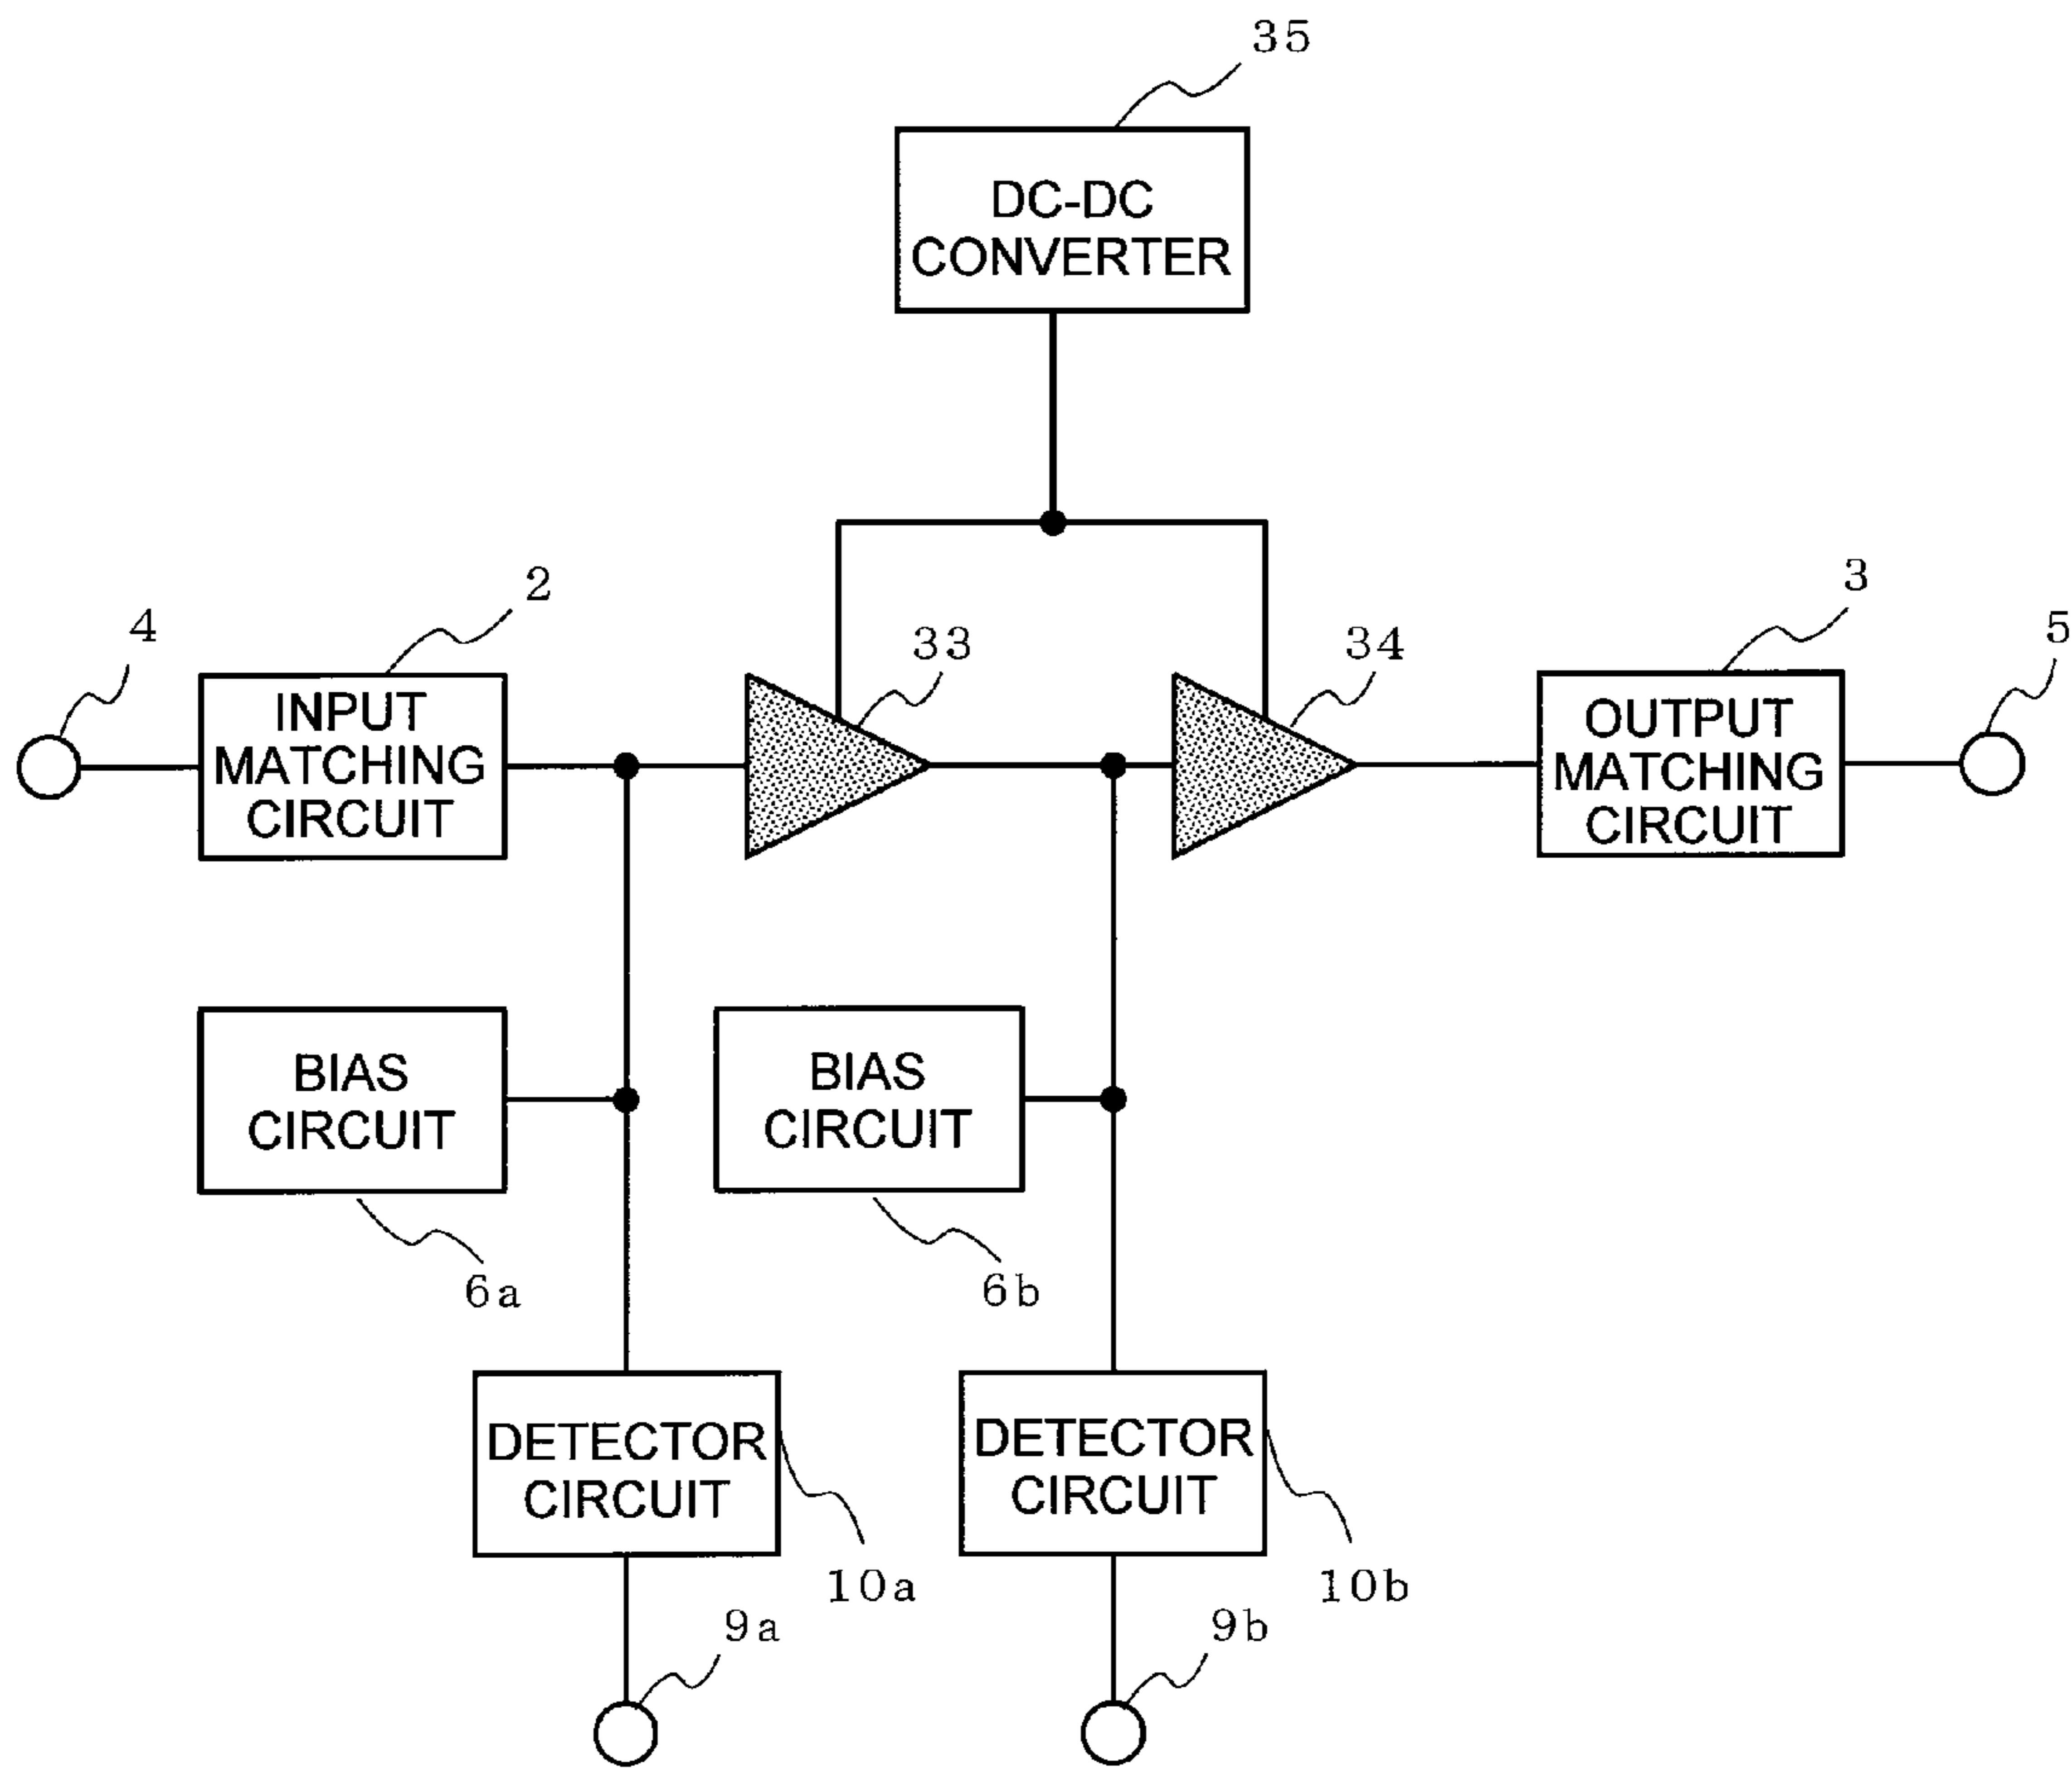 35
DC-DC
CONVERTER
2
3
4
33
34
5
INPUT
MATCHING
CIRCUIT
OUTPUT
MATCHING
CIRCUIT
BIAS
CIRCUIT
BIAS
CIRCUIT
6a
6b
DETECTOR
CIRCUIT
DETECTOR
CIRCUIT
10a
10b
9a
9b